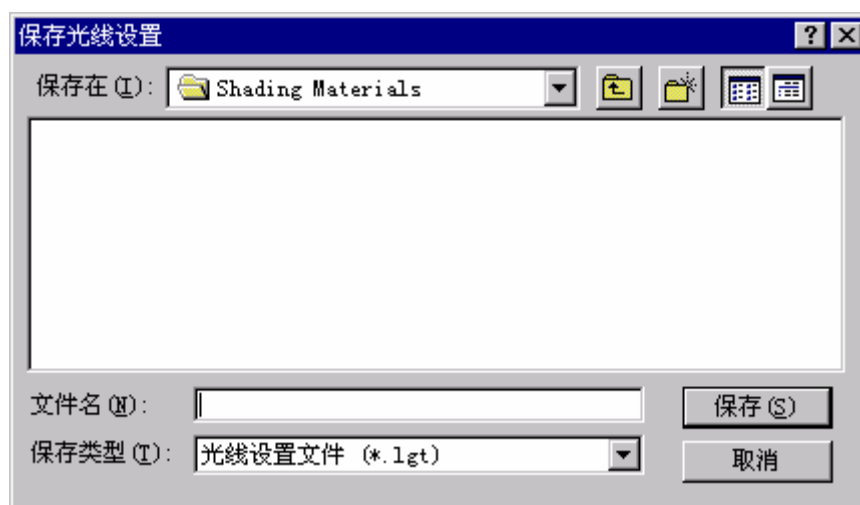 保存光线设置
保存在(I): Shading Materials
文件名(N):
保存(S)
保存类型(T): 光线设置文件 (*.lgt)
取消